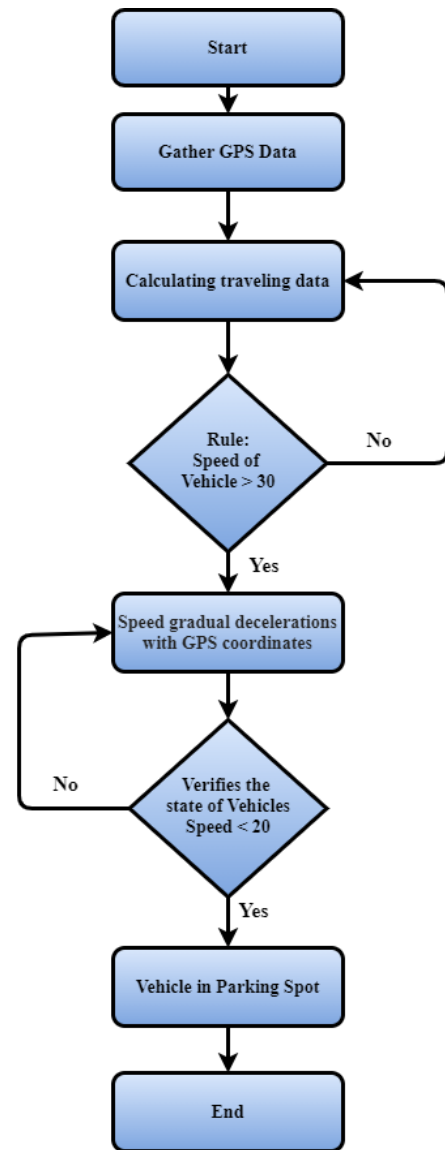 Start
Gather GPS Data
Calculating traveling data
Rule:
Speed of
Vehicle > 30
No
Yes
Speed gradual decelerations
with GPS coordinates
No
Verifies the
state of Vehicles
Speed < 20
Yes
Vehicle in Parking Spot
End